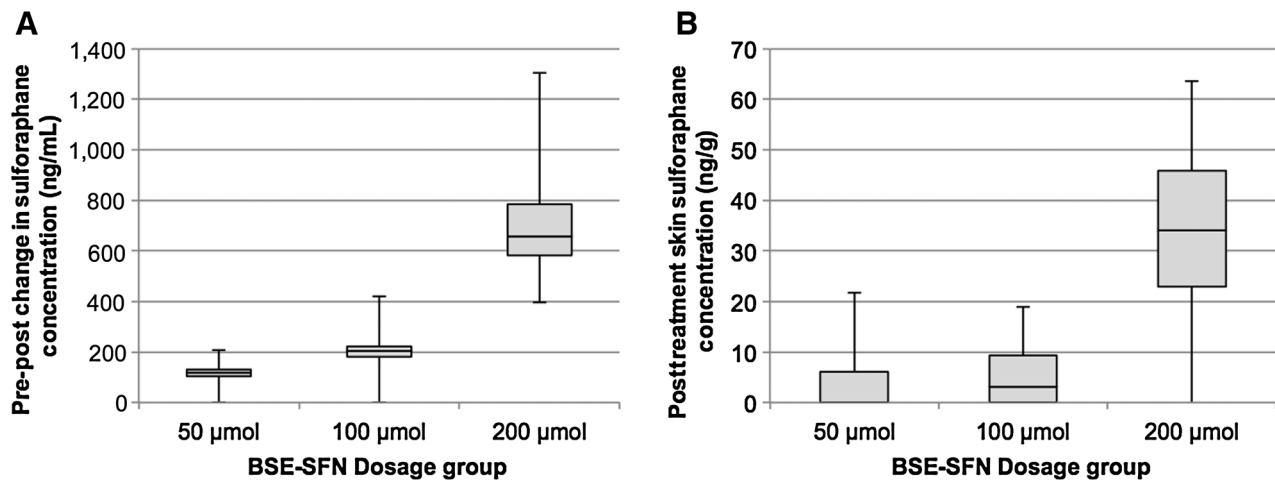 A
Pre-post change in sulforaphane
concentration (ng/mL)
1,400
1,200
1,000
800
600
400
200
0
50 µmol
100 µmol
200 µmol
BSE-SFN Dosage group
B
Posttreatment skin sulforaphane
concentration (ng/g)
70
60
50
40
30
20
10
0
50 µmol
100 µmol
200 µmol
BSE-SFN Dosage group